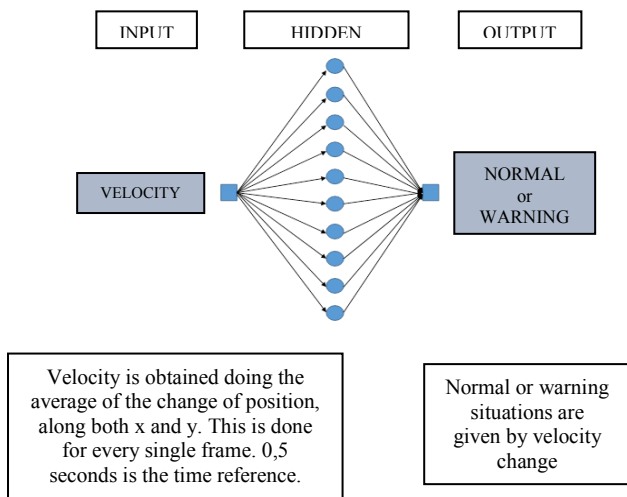 INPUT
HIDDEN
OUTPUT
VELOCITY
NORMAL
or
WARNING
Velocity is obtained doing the
average of the change of position,
along both x and y. This is done
for every single frame. 0,5
seconds is the time reference.
Normal or warning
situations are
given by velocity
change